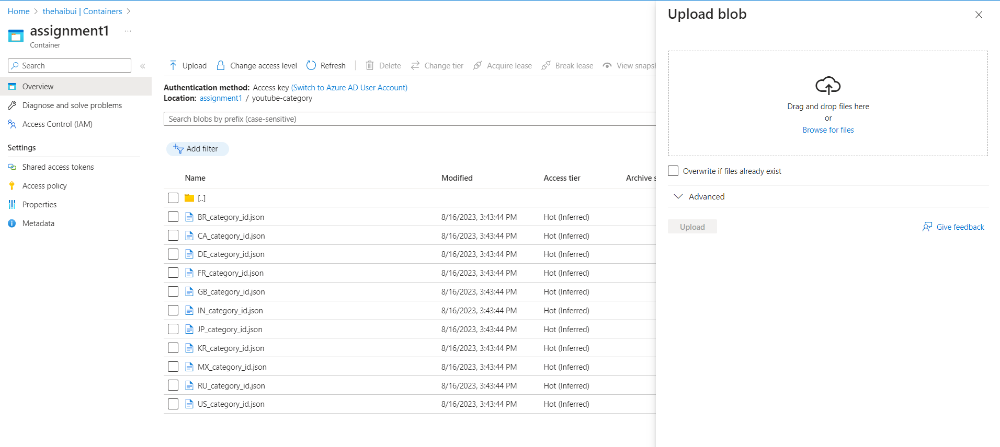 Home > thehaibui | Containers >
assignment1 ...
Container
Search «
Overview
Diagnose and solve problems
Access Control (IAM)
Settings
Shared access tokens
Access policy
Properties
Metadata
Upload Change access level Refresh Delete Change tier Acquire lease Break lease View snapsh
Authentication method: Access key (Switch to Azure AD User Account)
Location: assignment1 / youtube-category
Search blobs by prefix (case-sensitive)
Add filter
Name Modified Access tier Archive s
[..]
BR_category_id.json 8/16/2023, 3:43:44 PM Hot (Inferred)
CA_category_id.json 8/16/2023, 3:43:44 PM Hot (Inferred)
DE_category_id.json 8/16/2023, 3:43:44 PM Hot (Inferred)
FR_category_id.json 8/16/2023, 3:43:44 PM Hot (Inferred)
GB_category_id.json 8/16/2023, 3:43:44 PM Hot (Inferred)
IN_category_id.json 8/16/2023, 3:43:44 PM Hot (Inferred)
JP_category_id.json 8/16/2023, 3:43:44 PM Hot (Inferred)
KR_category_id.json 8/16/2023, 3:43:44 PM Hot (Inferred)
MX_category_id.json 8/16/2023, 3:43:44 PM Hot (Inferred)
RU_category_id.json 8/16/2023, 3:43:44 PM Hot (Inferred)
US_category_id.json 8/16/2023, 3:43:44 PM Hot (Inferred)
Upload blob
Drag and drop files here
or
Browse for files
Overwrite if files already exist
Advanced
Upload Give feedback